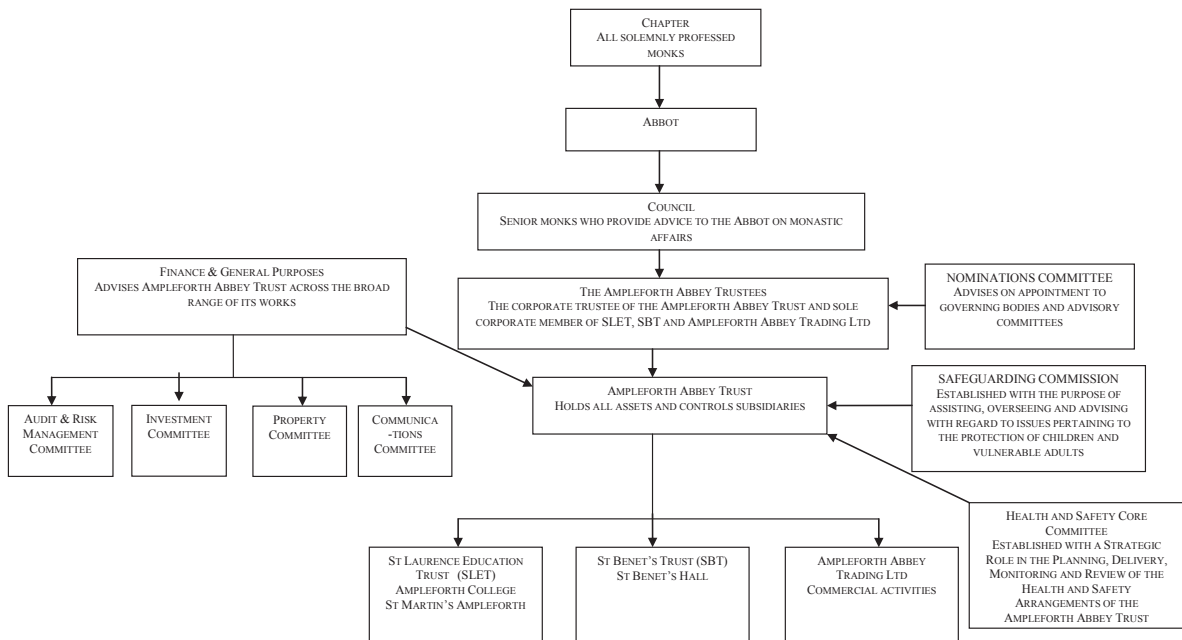 CHAPTER
ALL SOLEMNLY PROFESSED
MONKS
ABBOT
COUNCIL
SENIOR MONKS WHO PROVIDE ADVICE TO THE ABBOT ON MONASTIC
AFFAIRS
FINANCE & GENERAL PURPOSES
ADVISES AMPLEFORTH ABBEY TRUST ACROSS THE BROAD
RANGE OF ITS WORKS
THE AMPLEFORTH ABBEY TRUSTEES
THE CORPORATE TRUSTEE OF THE AMPLEFORTH ABBEY TRUST AND SOLE
CORPORATE MEMBER OF SLET, SBT AND AMPLEFORTH ABBEY TRADING LTD
NOMINATIONS COMMITTEE
ADVISES ON APPOINTMENT TO
GOVERNING BODIES AND ADVISORY
COMMITTEES
AMPLEFORTH ABBEY TRUST
HOLDS ALL ASSETS AND CONTROLS SUBSIDIARIES
SAFEGUARDING COMMISSION
ESTABLISHED WITH THE PURPOSE OF
ASSISTING, OVERSEEING AND ADVISING
WITH REGARD TO ISSUES PERTAINING TO
THE PROTECTION OF CHILDREN AND
VULNERABLE ADULTS
AUDIT & RISK
MANAGEMENT
COMMITTEE
INVESTMENT
COMMITTEE
PROPERTY
COMMITTEE
COMMUNICA
-TIONS
COMMITTEE
HEALTH AND SAFETY CORE
COMMITTEE
ESTABLISHED WITH A STRATEGIC
ROLE IN THE PLANNING, DELIVERY,
MONITORING AND REVIEW OF THE
HEALTH AND SAFETY
ARRANGEMENTS OF THE
AMPLEFORTH ABBEY TRUST
ST LAURENCE EDUCATION
TRUST (SLET)
AMPLEFORTH COLLEGE
ST MARTIN'S AMPLEFORTH
ST BENET'S TRUST (SBT)
ST BENET'S HALL
AMPLEFORTH ABBEY
TRADING LTD
COMMERCIAL ACTIVITIES